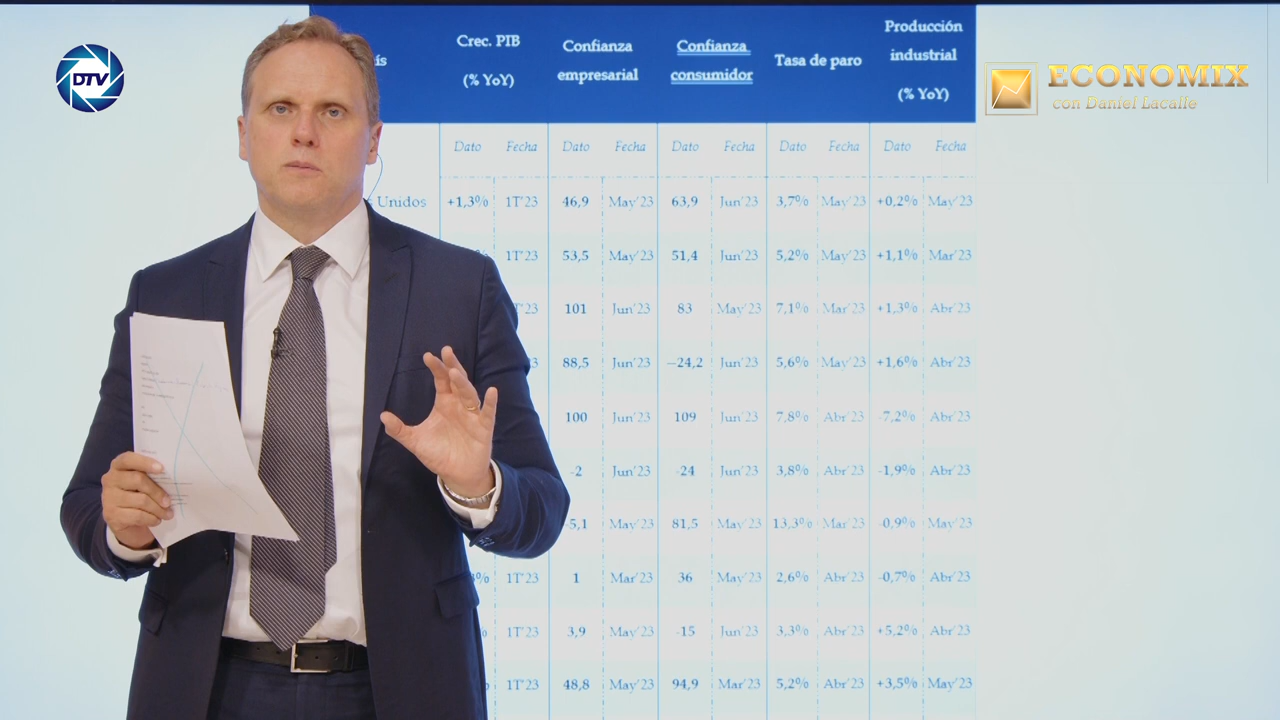 DTV
ECONOMIX
con Daniel Lacalle
ís
Crec. PIB
(% YoY)
Confianza
empresarial
Confianza
consumidor
Tasa de paro
Producción
industrial
(% YoY)
Dato Fecha Dato Fecha Dato Fecha Dato Fecha Dato Fecha
Unidos +1,3% 1T'23 46,9 May'23 63,9 Jun'23 3,7% May'23 +0,2% May'23
% 1T'23 53,5 May'23 51,4 Jun'23 5,2% May'23 +1,1% Mar'23
T'23 101 Jun'23 83 May'23 7,1% Mar'23 +1,3% Abr'23
3 88,5 Jun'23 -24,2 Jun'23 5,6% May'23 +1,6% Abr'23
100 Jun'23 109 Jun'23 7,8% Abr'23 -7,2% Abr'23
-2 Jun'23 -24 Jun'23 3,8% Abr'23 -1,9% Abr'23
-5,1 May'23 81,5 May'23 13,3% Mar'23 -0,9% May'23
% 1T'23 1 Mar'23 36 May'23 2,6% Abr'23 -0,7% Abr'23
% 1T'23 3,9 May'23 -15 Jun'23 3,3% Abr'23 +5,2% Abr'23
1T'23 48,8 May'23 94,9 Mar'23 5,2% Abr'23 +3,5% May'23